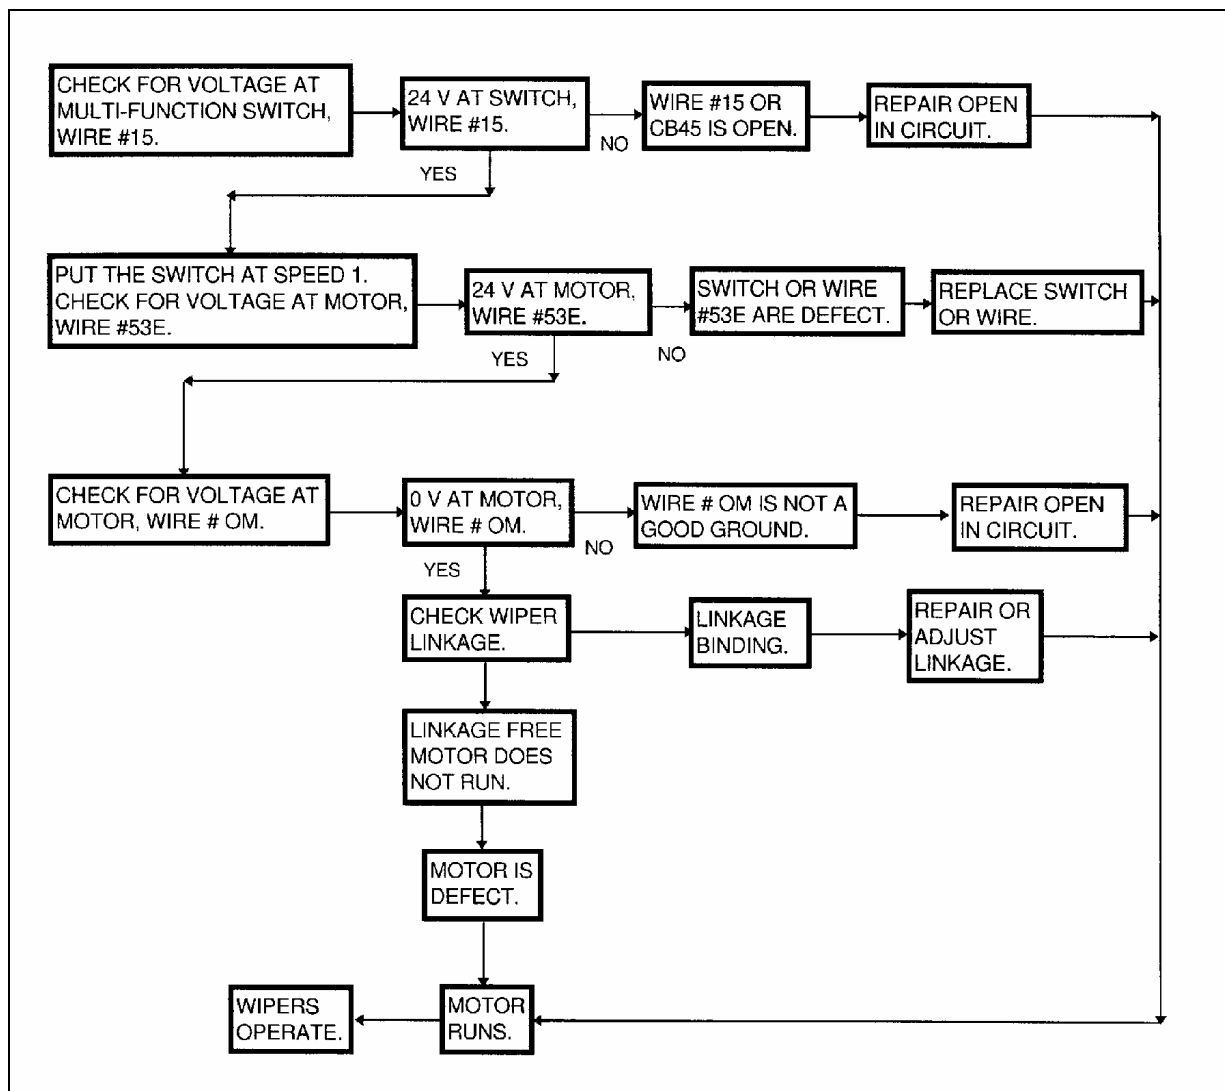 CHECK FOR VOLTAGE AT
MULTI-FUNCTION SWITCH,
WIRE #15.
24 V AT SWITCH,
WIRE #15.
NO
WIRE #15 OR
CB45 IS OPEN.
REPAIR OPEN
IN CIRCUIT.
YES
PUT THE SWITCH AT SPEED 1.
CHECK FOR VOLTAGE AT MOTOR,
WIRE #53E.
24 V AT MOTOR,
WIRE #53E.
NO
SWITCH OR WIRE
#53E ARE DEFECT.
REPLACE SWITCH
OR WIRE.
YES
CHECK FOR VOLTAGE AT
MOTOR, WIRE # OM.
0 V AT MOTOR,
WIRE # OM.
NO
WIRE # OM IS NOT A
GOOD GROUND.
REPAIR OPEN
IN CIRCUIT.
YES
CHECK WIPER
LINKAGE.
LINKAGE
BINDING.
REPAIR OR
ADJUST
LINKAGE.
LINKAGE FREE
MOTOR DOES
NOT RUN.
MOTOR IS
DEFECT.
MOTOR
RUNS.
WIPERS
OPERATE.